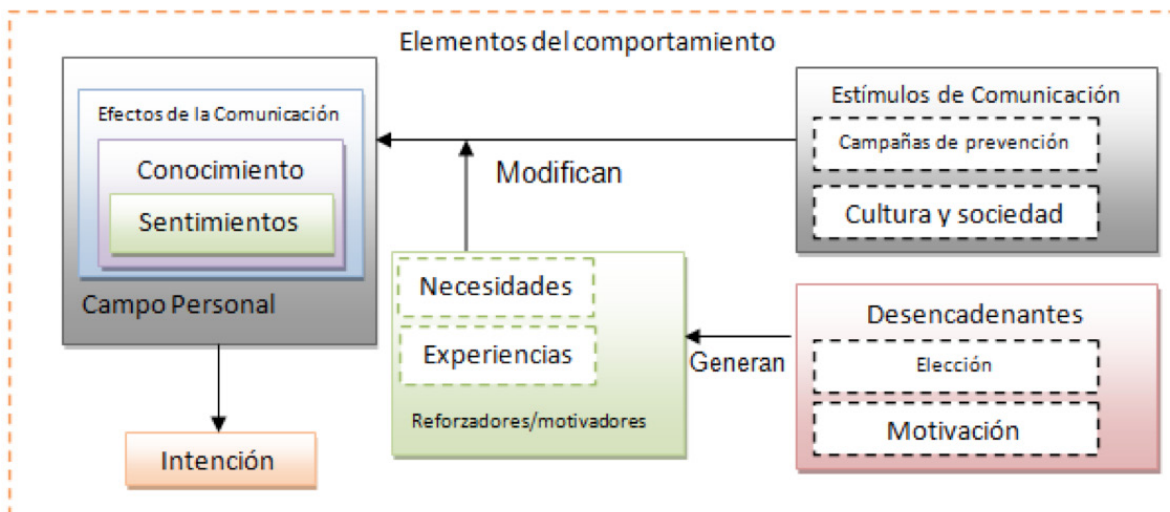 Elementos del comportamiento
Efectos de la Comunicación
Conocimiento
Sentimientos
Campo Personal
Intención
Modifican
Necesidades
Experiencias
Reforzadores/motivadores
Generan
Estímulos de Comunicación
Campañas de prevención
Cultura y sociedad
Desencadenantes
Elección
Motivación